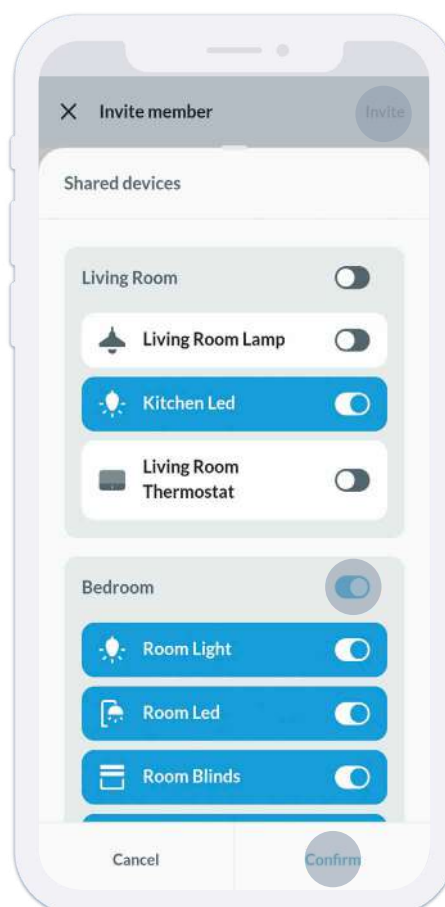 Invite member
Invite
Shared devices
Living Room
Living Room Lamp
Kitchen Led
Living Room
Thermostat
Bedroom
Room Light
Room Led
Room Blinds
Cancel
Confirm